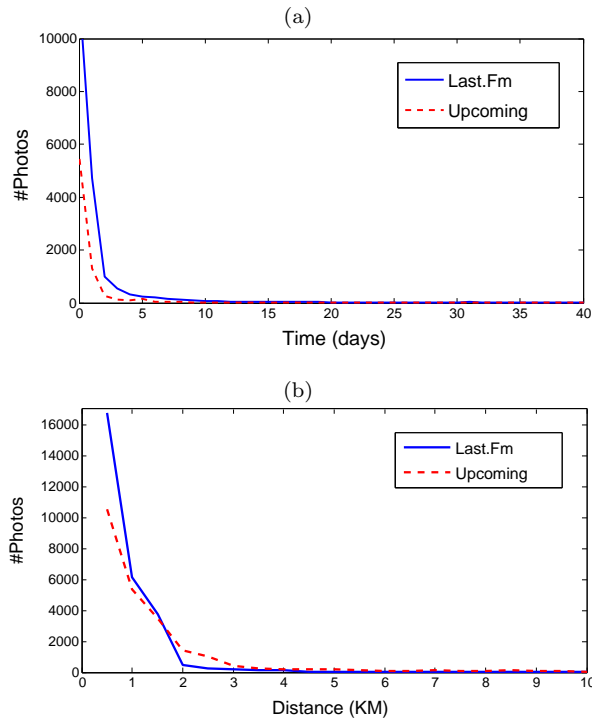 (a)
10000
8000
6000
4000
2000
0
#Photos
Last.Fm
Upcoming
0 5 10 15 20 25 30 35 40
Time (days)
(b)
16000
14000
12000
10000
8000
6000
4000
2000
0
#Photos
Last.Fm
Upcoming
0 1 2 3 4 5 6 7 8 9 10
Distance (KM)